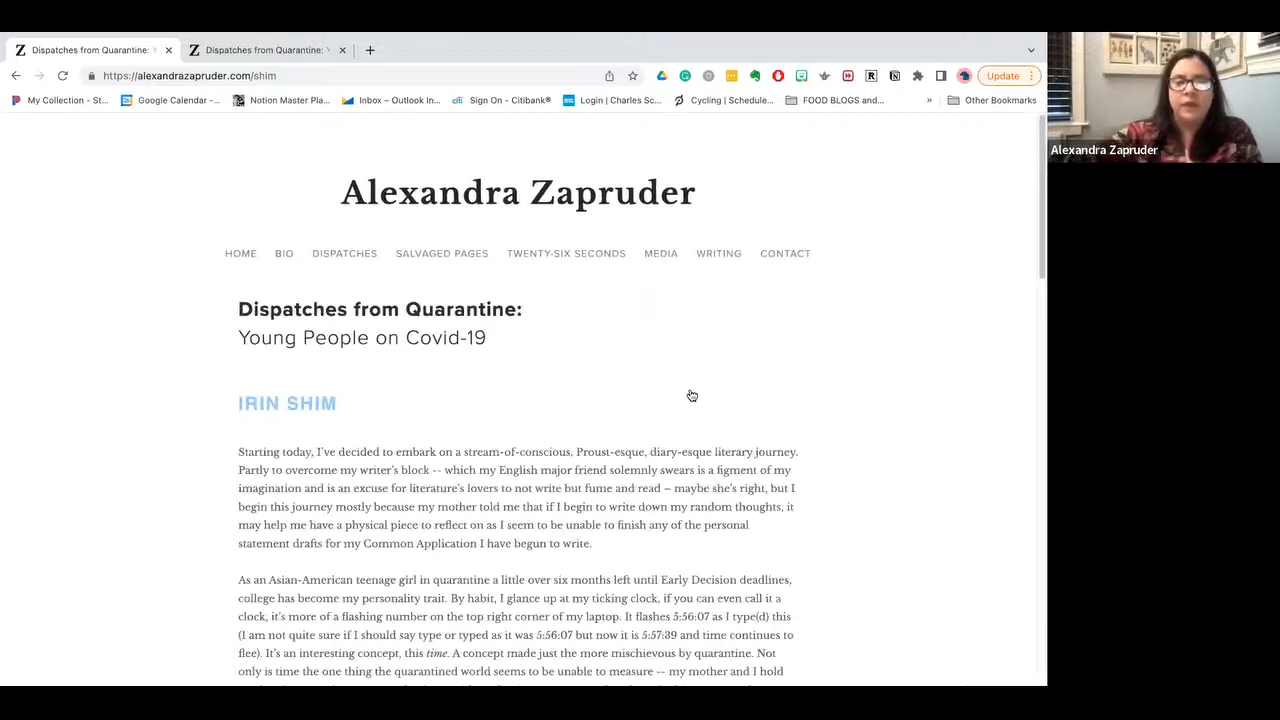 Dispatches from Quarantine: Y
Dispatches from Quarantine: Y
https://alexandrazapruder.com/shim
Update
My Collection - St...
Google Calendar -...
Notion Master Pla...
Inbox – Outlook In...
citi
Sign On - Citibank®
Login | Charles Sc...
Cycling | Schedule...
FOOD BLOGS and...
»
Other Bookmarks
Alexandra Zapruder
Alexandra Zapruder
HOME BIO DISPATCHES SALVAGED PAGES TWENTY-SIX SECONDS MEDIA WRITING CONTACT
Dispatches from Quarantine:
Young People on Covid-19
IRIN SHIM
Starting today, I've decided to embark on a stream-of-conscious, Proust-esque, diary-esque literary journey.
Partly to overcome my writer's block -- which my English major friend solemnly swears is a figment of my
imagination and is an excuse for literature's lovers to not write but fume and read – maybe she's right, but I
begin this journey mostly because my mother told me that if I begin to write down my random thoughts, it
may help me have a physical piece to reflect on as I seem to be unable to finish any of the personal
statement drafts for my Common Application I have begun to write.
As an Asian-American teenage girl in quarantine a little over six months left until Early Decision deadlines,
college has become my personality trait. By habit, I glance up at my ticking clock, if you can even call it a
clock, it's more of a flashing number on the top right corner of my laptop. It flashes 5:56:07 as I type(d) this
(I am not quite sure if I should say type or typed as it was 5:56:07 but now it is 5:57:39 and time continues to
flee). It's an interesting concept, this time. A concept made just the more mischievous by quarantine. Not
only is time the one thing the quarantined world seems to be unable to measure -- my mother and I hold